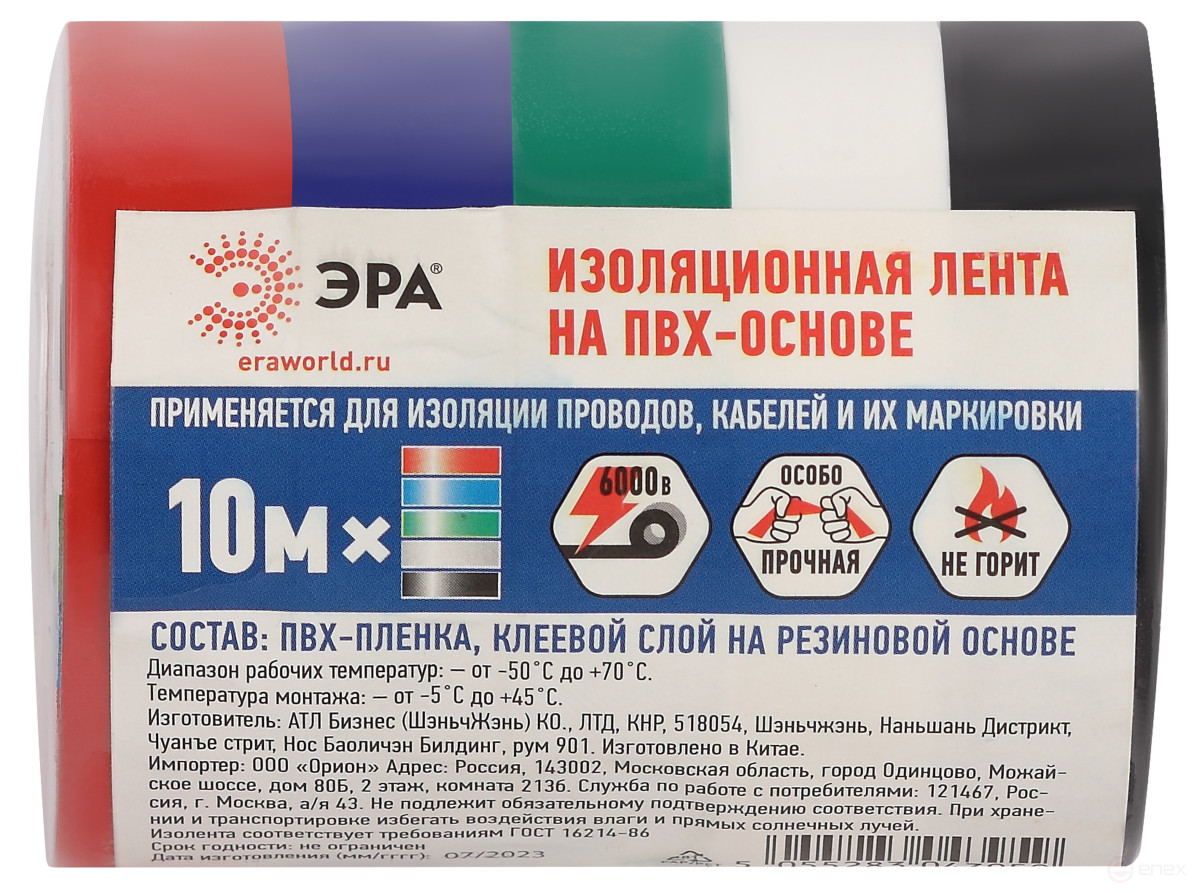 ЭРА®
eraworld.ru
ИЗОЛЯЦИОННАЯ ЛЕНТА
НА ПВХ-ОСНОВЕ
ПРИМЕНЯЕТСЯ ДЛЯ ИЗОЛЯЦИИ ПРОВОДОВ, КАБЕЛЕЙ И ИХ МАРКИРОВКИ
10м×
6000в
ОСОБО
ПРОЧНАЯ
НЕ ГОРИТ
СОСТАВ: ПВХ-ПЛЕНКА, КЛЕЕВОЙ СЛОЙ НА РЕЗИНОВОЙ ОСНОВЕ
Диапазон рабочих температур: – от -50°С до +70°С.
Температура монтажа: – от -5°С до +45°С.
Изготовитель: АТЛ Бизнес (ШэньчЖэнь) КО., ЛТД, КНР, 518054, Шэньчжэнь, Наньшань Дистрикт,
Чуанъе стрит, Нос Баоличэн Билдинг, рум 901. Изготовлено в Китае.
Импортер: ООО «Орион» Адрес: Россия, 143002, Московская область, город Одинцово, Можай-
ское шоссе, дом 80Б, 2 этаж, комната 213б. Служба по работе с потребителями: 121467, Рос-
сия, г. Москва, а/я 43. Не подлежит обязательному подтверждению соответствия. При хране-
нии и транспортировке избегать воздействия влаги и прямых солнечных лучей.
Изолента соответствует требованиям ГОСТ 16214-86
Срок годности: не ограничен
Дата изготовления (мм/гггг): 07/2023
enex